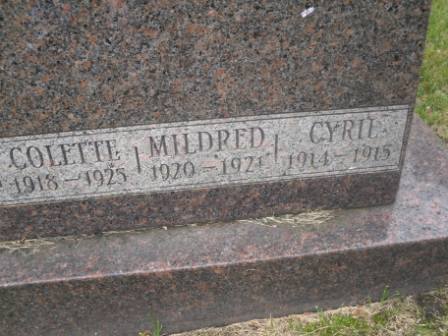 COLETTE | MILDRED | CYRIL
1918 - 1925 | 1920 - 1921 | 1914 - 1915